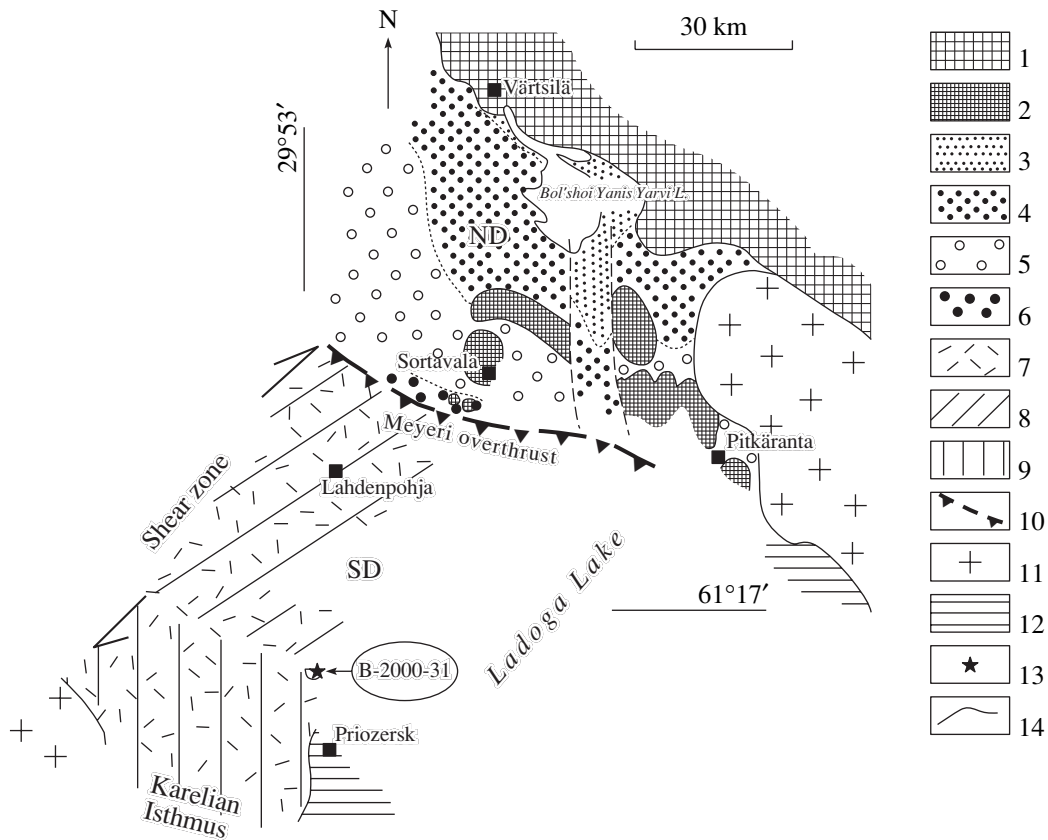 N
30 km
29°53′
Värtsilä
Bol'shoi Yanis Yarvi L.
ND
Sortavala
Meyeri overthrust
Pitkäranta
Lahdenpohja
Shear zone
SD
Ladoga Lake
61°17′
B-2000-31
Priozersk
Karelian
Isthmus
1
2
3
4
5
6
7
8
9
10
11
12
13
14